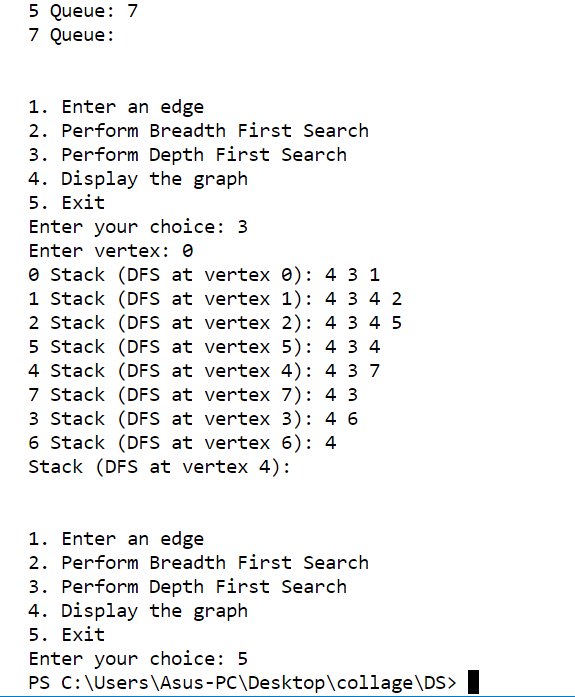 5 Queue: 7
7 Queue:
1. Enter an edge
2. Perform Breadth First Search
3. Perform Depth First Search
4. Display the graph
5. Exit
Enter your choice: 3
Enter vertex: 0
0 Stack (DFS at vertex 0): 4 3 1
1 Stack (DFS at vertex 1): 4 3 4 2
2 Stack (DFS at vertex 2): 4 3 4 5
5 Stack (DFS at vertex 5): 4 3 4
4 Stack (DFS at vertex 4): 4 3 7
7 Stack (DFS at vertex 7): 4 3
3 Stack (DFS at vertex 3): 4 6
6 Stack (DFS at vertex 6): 4
Stack (DFS at vertex 4):
1. Enter an edge
2. Perform Breadth First Search
3. Perform Depth First Search
4. Display the graph
5. Exit
Enter your choice: 5
PS C:\Users\Asus-PC\Desktop\collage\DS>